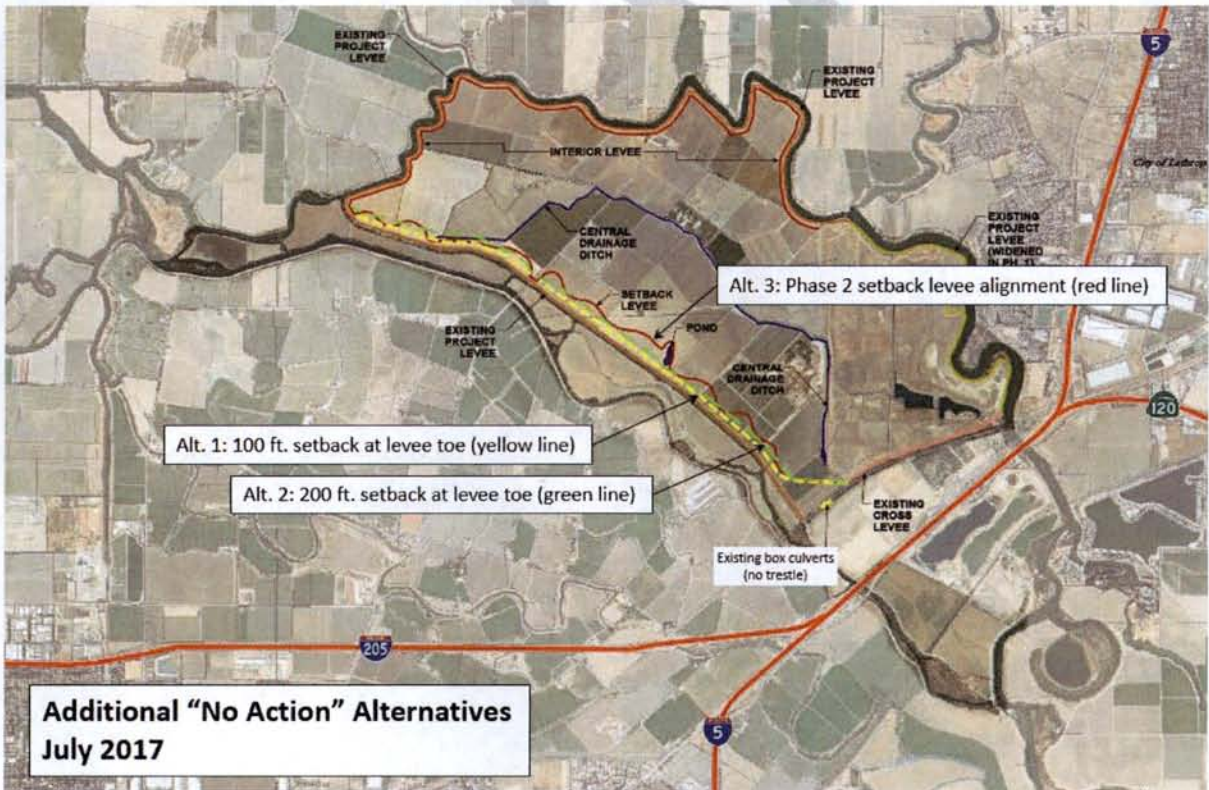 EXISTING
PROJECT
LEVEE
5
EXISTING
PROJECT
LEVEE
INTERIOR LEVEE
City of Lathrop
EXISTING
PROJECT
LEVEE
(WIDENED
IN PH. 1)
CENTRAL
DRAINAGE
DITCH
Alt. 3: Phase 2 setback levee alignment (red line)
SETBACK
LEVEE
EXISTING
PROJECT
LEVEE
POND
CENTRAL
DRAINAGE
DITCH
120
Alt. 1: 100 ft. setback at levee toe (yellow line)
Alt. 2: 200 ft. setback at levee toe (green line)
EXISTING
CROSS
LEVEE
Existing box culverts
(no trestle)
205
5
Additional “No Action” Alternatives
July 2017